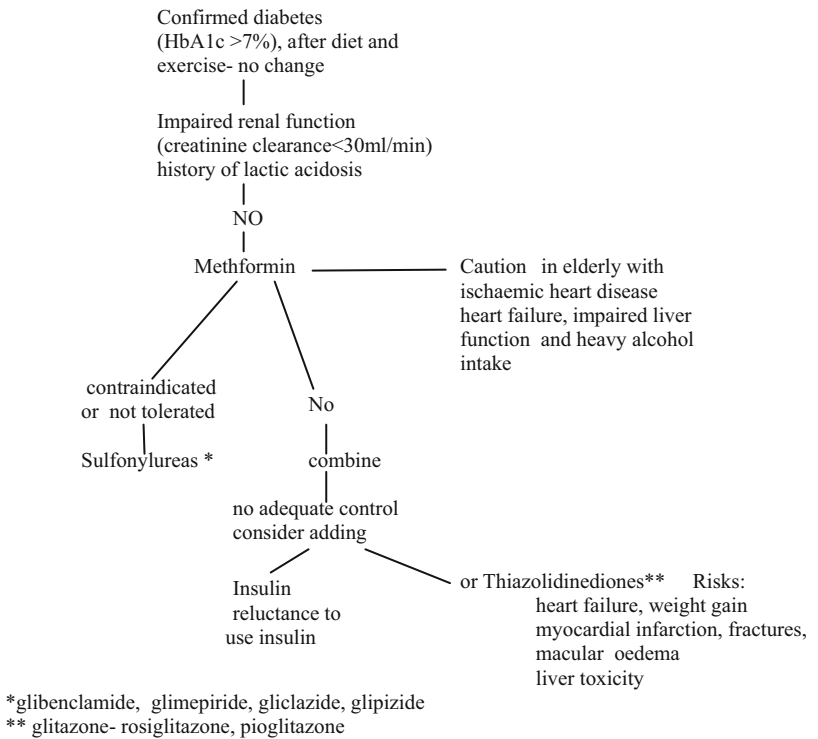 Confirmed diabetes
(HbA1c >7%), after diet and
exercise- no change
Impaired renal function
(creatinine clearance<30ml/min)
history of lactic acidosis
NO
Methformin
Caution in elderly with
ischaemic heart disease
heart failure, impaired liver
function and heavy alcohol
intake
contraindicated
or not tolerated
Sulfonylureas *
No
combine
no adequate control
consider adding
Insulin
reluctance to
use insulin
or Thiazolidinediones** Risks:
heart failure, weight gain
myocardial infarction, fractures,
macular oedema
liver toxicity
*glibenclamide, glimepiride, gliclazide, glipizide
** glitazone- rosiglitazone, pioglitazone